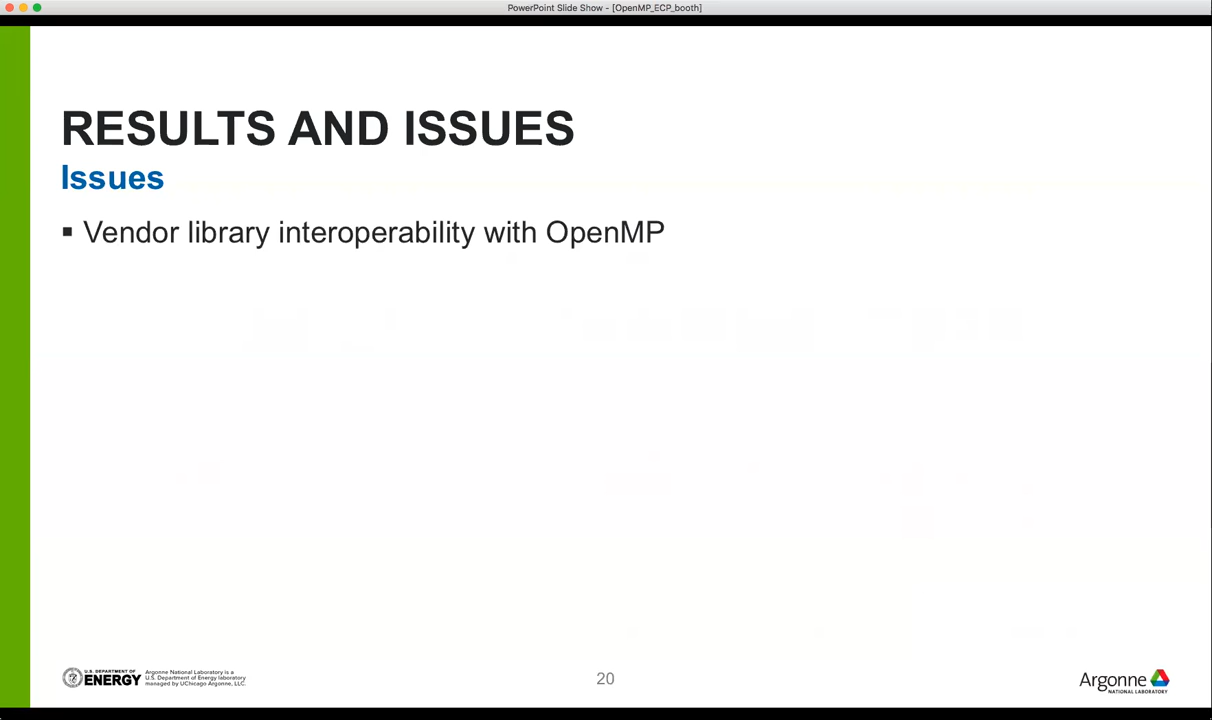 PowerPoint Slide Show - [OpenMP_ECP_booth]
RESULTS AND ISSUES
Issues
▪ Vendor library interoperability with OpenMP
U.S. DEPARTMENT OF
ENERGY
Argonne National Laboratory is a
U.S. Department of Energy laboratory
managed by UChicago Argonne, LLC.
20
Argonne
NATIONAL LABORATORY